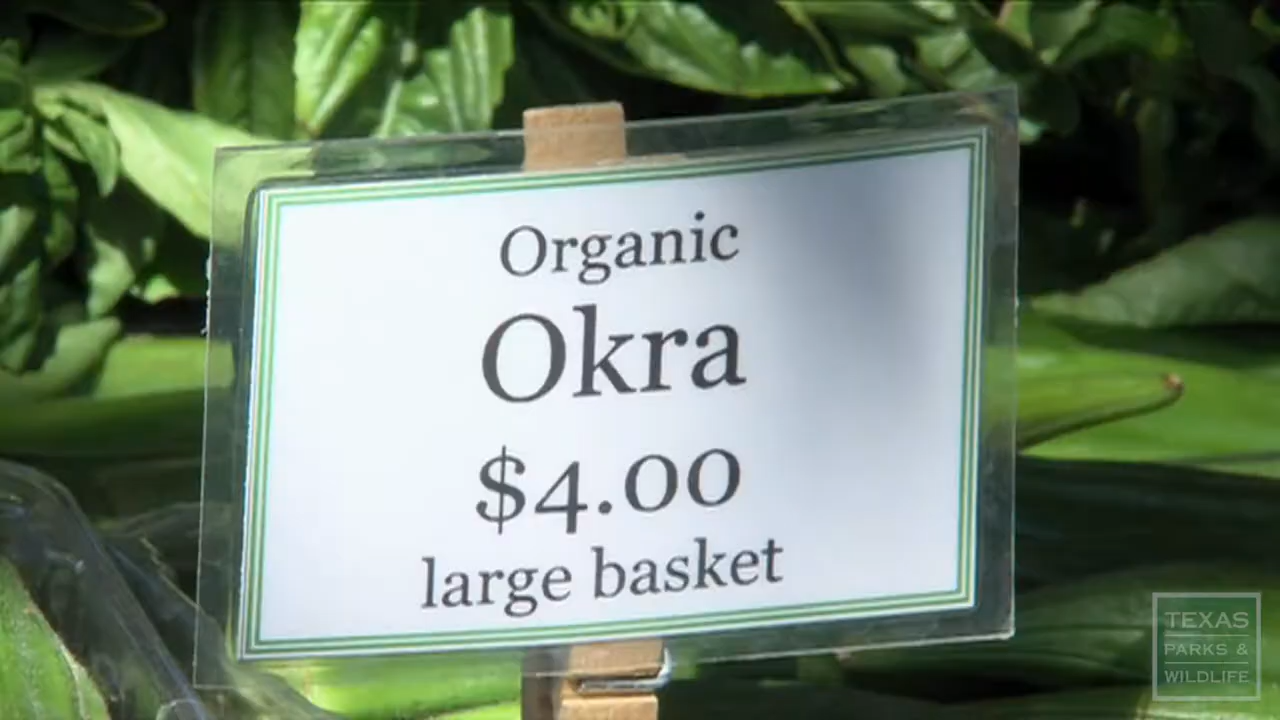 Organic
Okra
$4.00
large basket
TEXAS
PARKS &
WILDLIFE